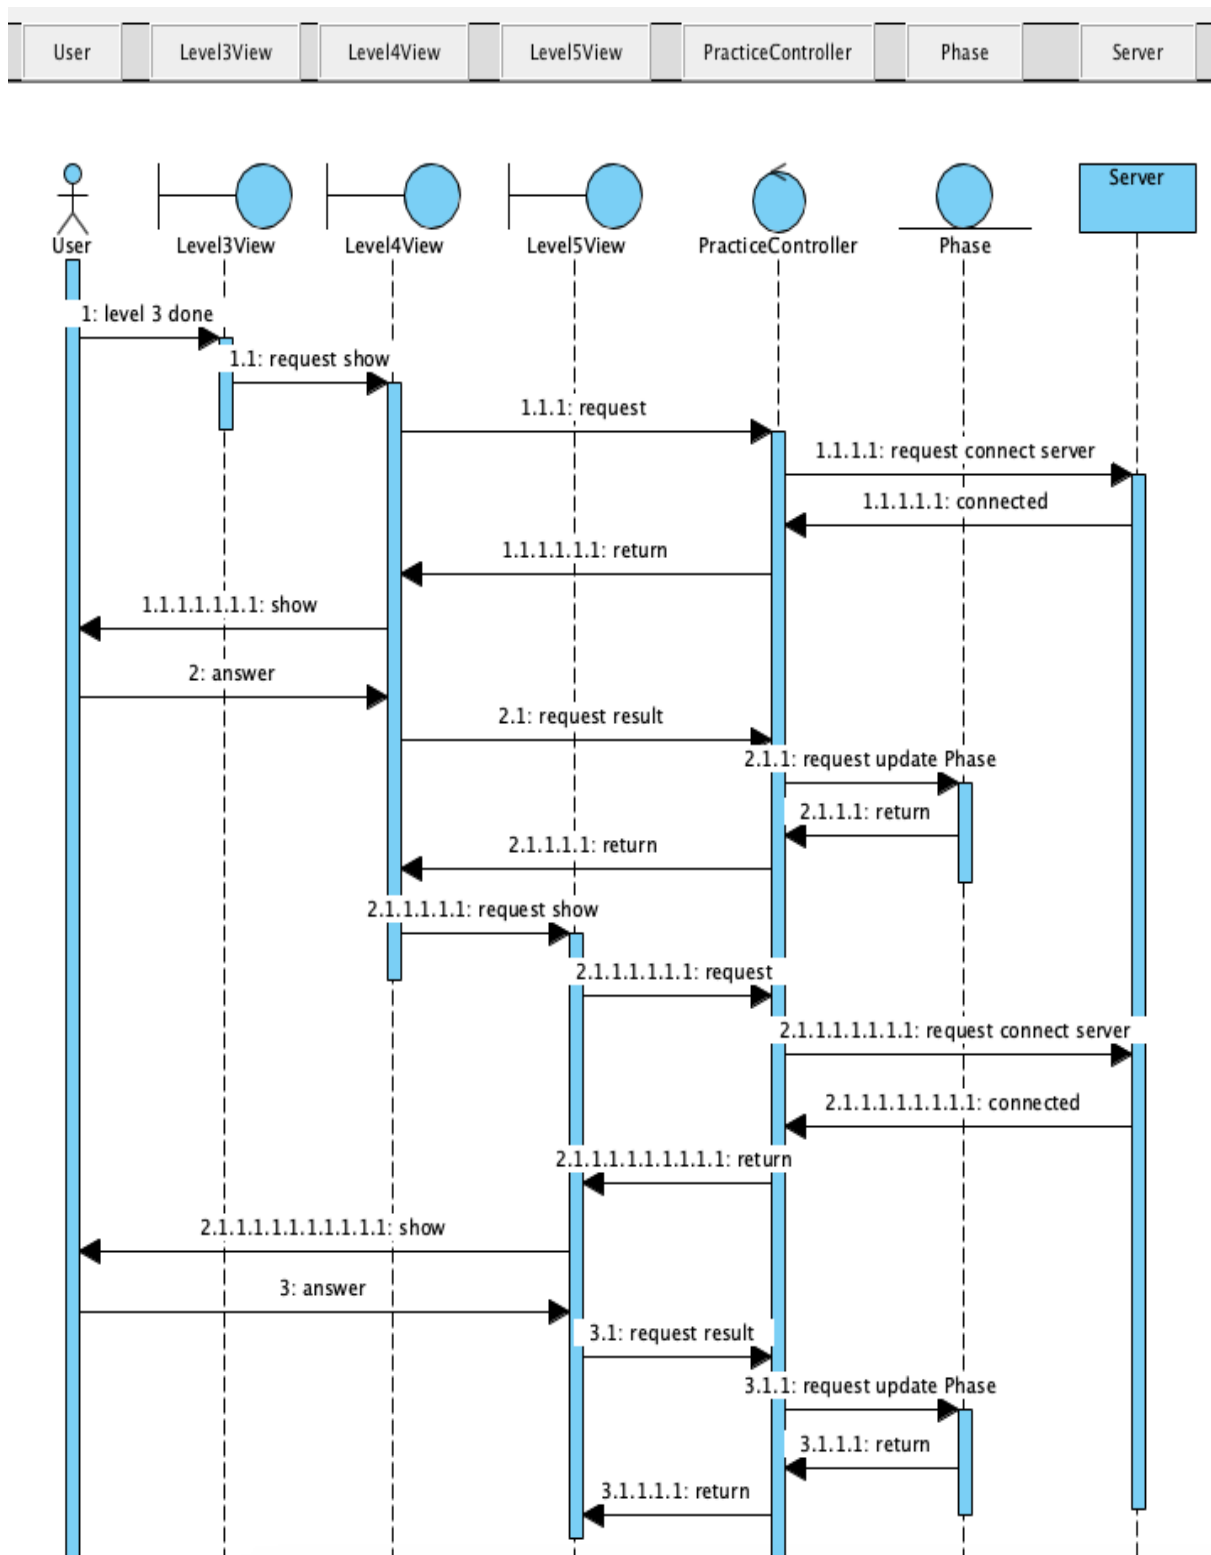 User Level3View Level4View Level5View PracticeController Phase Server
Server
User Level3View Level4View Level5View PracticeController Phase
1: level 3 done
1.1: request show
1.1.1: request
1.1.1.1: request connect server
1.1.1.1.1: connected
1.1.1.1.1.1: return
1.1.1.1.1.1.1: show
2: answer
2.1: request result
2.1.1: request update Phase
2.1.1.1: return
2.1.1.1.1: return
2.1.1.1.1.1: request show
2.1.1.1.1.1.1: request
2.1.1.1.1.1.1.1: request connect server
2.1.1.1.1.1.1.1.1: connected
2.1.1.1.1.1.1.1.1.1: return
2.1.1.1.1.1.1.1.1.1.1: show
3: answer
3.1: request result
3.1.1: request update Phase
3.1.1.1: return
3.1.1.1.1: return